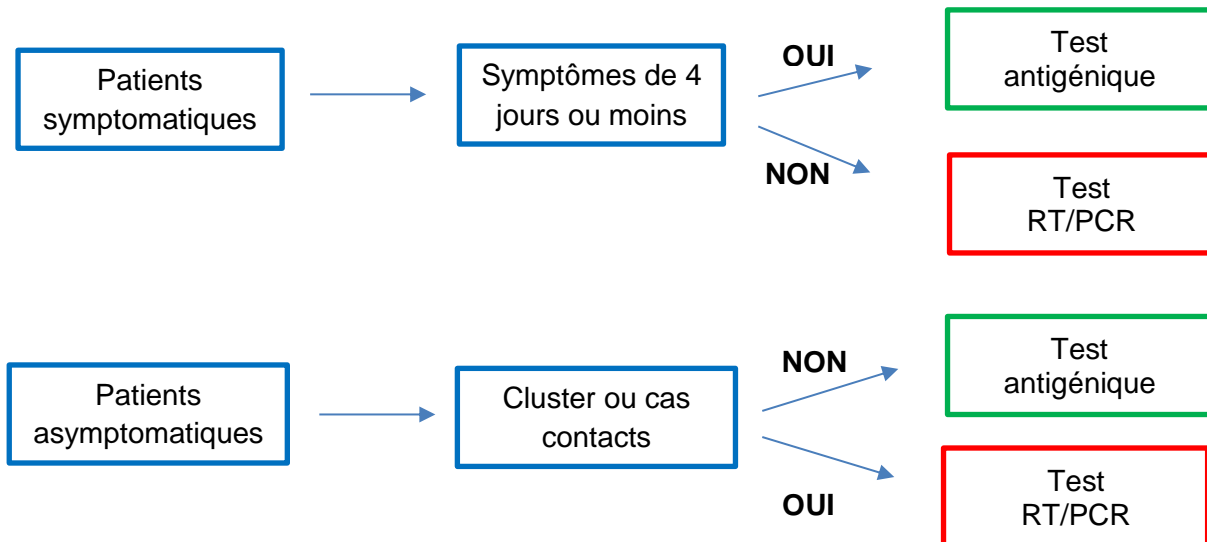 Patients
symptomatiques
Symptômes de 4
jours ou moins
OUI
Test
antigénique
NON
Test
RT/PCR
Patients
asymptomatiques
Cluster ou cas
contacts
NON
Test
antigénique
OUI
Test
RT/PCR